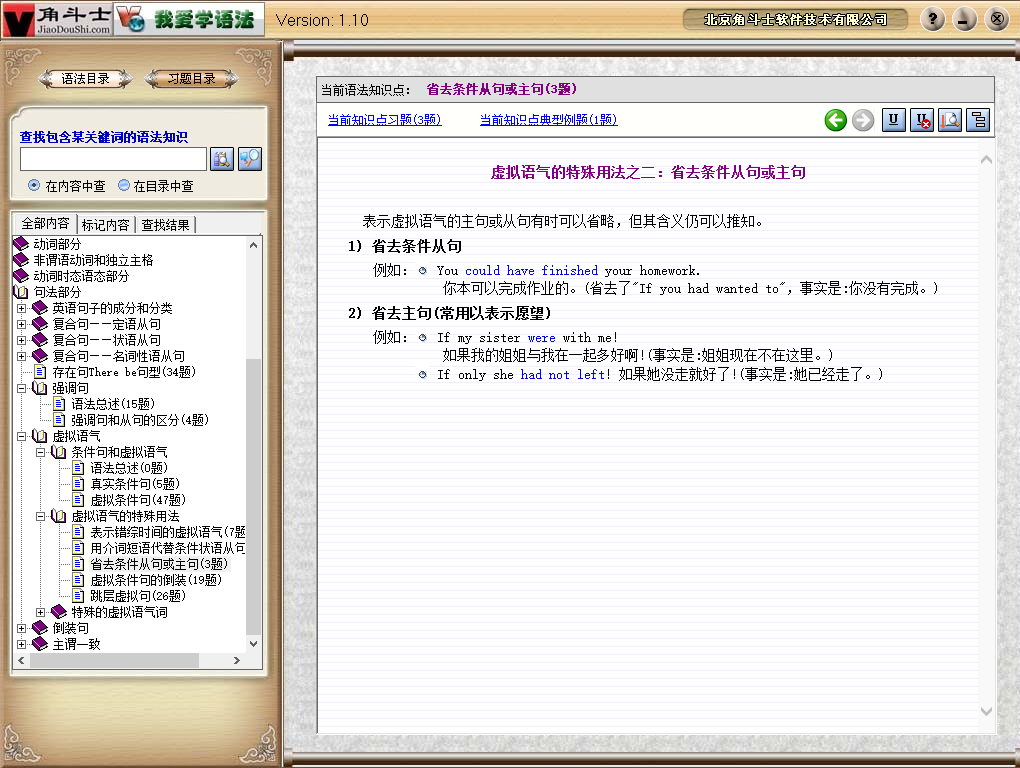 角斗士
JiaoDouShi.com
我爱学语法
Version: 1.10
北京角斗士软件技术有限公司
语法目录
习题目录
查找包含某关键词的语法知识
在内容中查
在目录中查
全部内容
标记内容
查找结果
动词部分
非谓语动词和独立主格
动词时态语态部分
句法部分
英语句子的成分和分类
复合句——定语从句
复合句——状语从句
复合句——名词性语从句
存在句There be句型(34题)
强调句
语法总述(15题)
强调句和从句的区分(4题)
虚拟语气
条件句和虚拟语气
语法总述(0题)
真实条件句(5题)
虚拟条件句(47题)
虚拟语气的特殊用法
表示错综时间的虚拟语气(7题
用介词短语代替条件状语从句
省去条件从句或主句(3题)
虚拟条件句的倒装(19题)
跳层虚拟句(26题)
特殊的虚拟语气词
倒装句
主谓一致
当前语法知识点： 省去条件从句或主句(3题)
当前知识点习题(3题)
当前知识点典型例题(1题)
虚拟语气的特殊用法之二：省去条件从句或主句
表示虚拟语气的主句或从句有时可以省略，但其含义仍可以推知。
1) 省去条件从句
例如： You could have finished your homework.
你本可以完成作业的。(省去了"If you had wanted to"，事实是:你没有完成。)
2) 省去主句(常用以表示愿望)
例如： If my sister were with me!
如果我的姐姐与我在一起多好啊!(事实是:姐姐现在不在这里。)
If only she had not left! 如果她没走就好了!(事实是:她已经走了。)